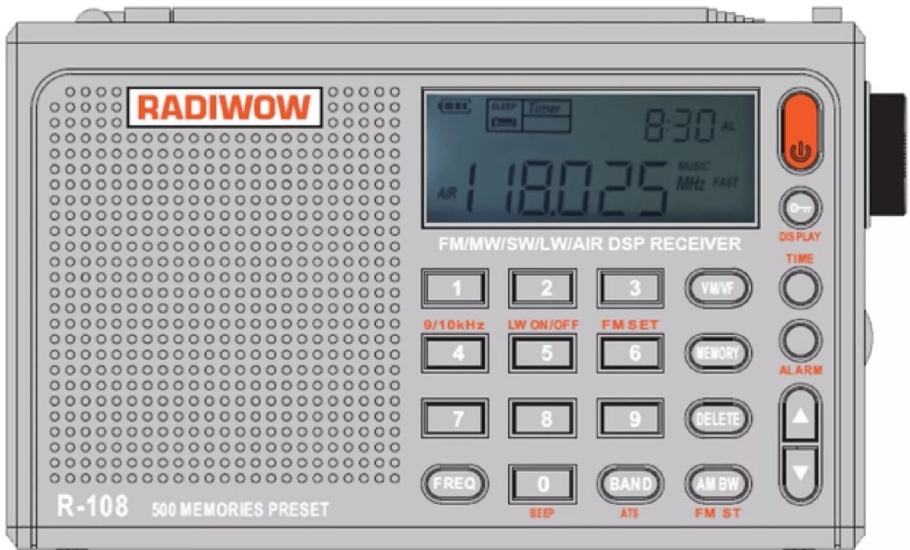 RADIWOW
SLEEP Timer
8:30 AL
MUSIC
AIR 118.025 MHz FAST
DISPLAY
FM/MW/SW/LW/AIR DSP RECEIVER
TIME
1 2 3 VM/VF
9/10kHz LW ON/OFF FM SET
4 5 6 MEMORY
ALARM
7 8 9 DELETE
FREQ 0 BAND AM BW
BEEP ATS FM ST
R-108 500 MEMORIES PRESET